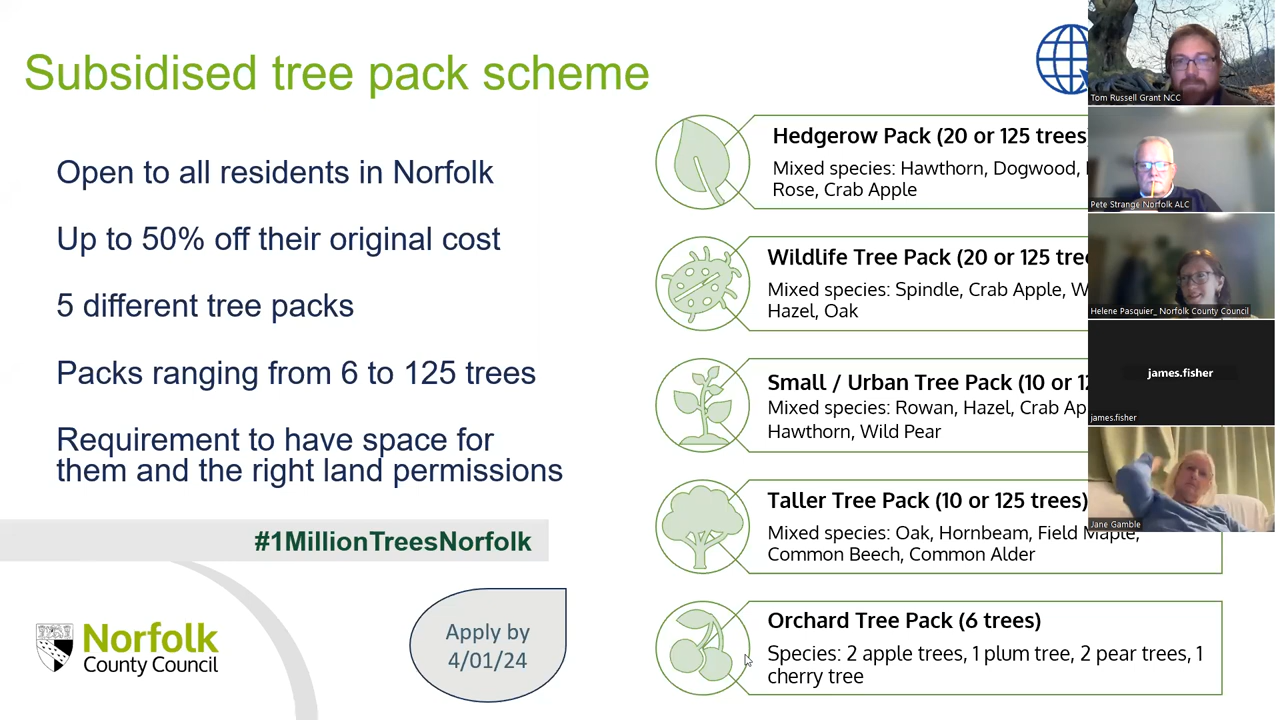 Subsidised tree pack scheme
Open to all residents in Norfolk
Up to 50% off their original cost
5 different tree packs
Packs ranging from 6 to 125 trees
Requirement to have space for
them and the right land permissions
#1MillionTreesNorfolk
Norfolk
County Council
Apply by
4/01/24
Hedgerow Pack (20 or 125 trees
Mixed species: Hawthorn, Dogwood,
Rose, Crab Apple
Wildlife Tree Pack (20 or 125
Mixed species: Spindle, Crab Apple,
Hazel, Oak
Small / Urban Tree Pack (10 or
Mixed species: Rowan, Hazel, Crab
Hawthorn, Wild Pear
Taller Tree Pack (10 or 125 trees)
Mixed species: Oak, Hornbeam, Field Maple,
Common Beech, Common Alder
Orchard Tree Pack (6 trees)
Species: 2 apple trees, 1 plum tree, 2 pear trees, 1
cherry tree
Tom Russell Grant NCC
Pete Strange Norfolk ALC
Helene Pasquier_ Norfolk County Council
james.fisher
james.fisher
Jane Gamble